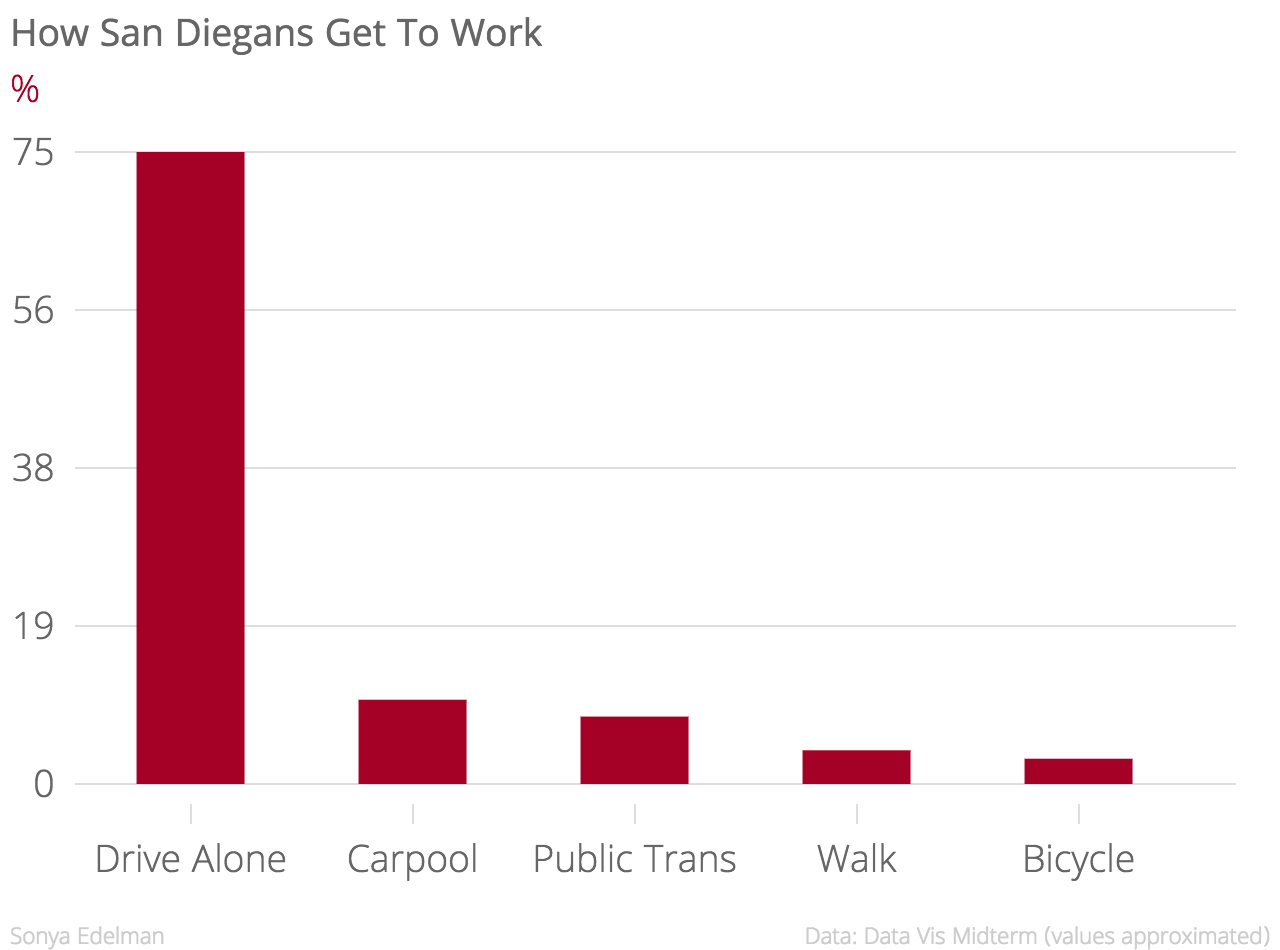 How San Diegans Get To Work
%
75
56
38
19
0
Drive Alone Carpool Public Trans Walk Bicycle
Sonya Edelman Data: Data Vis Midterm (values approximated)